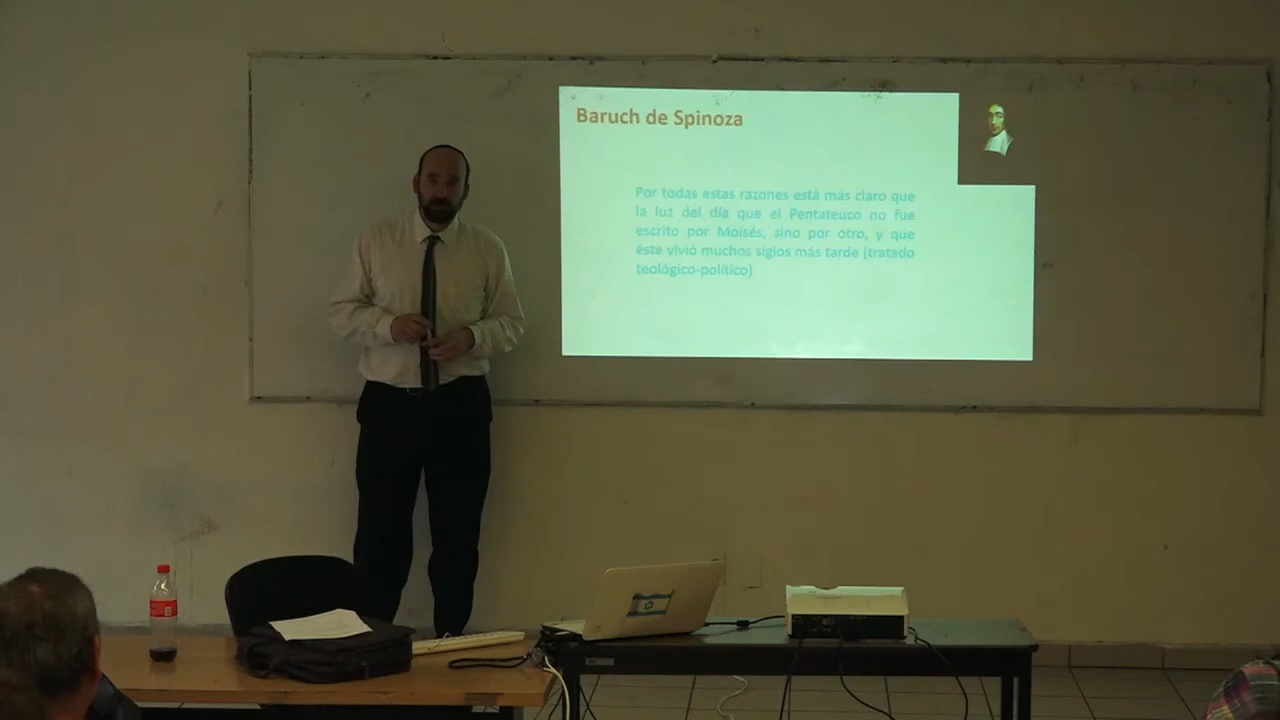 Baruch de Spinoza
Por todas estas razones está más claro que
la luz del día que el Pentateuco no fue
escrito por Moisés, sino por otro, y que
éste vivió muchos siglos más tarde (tratado
teológico-político)